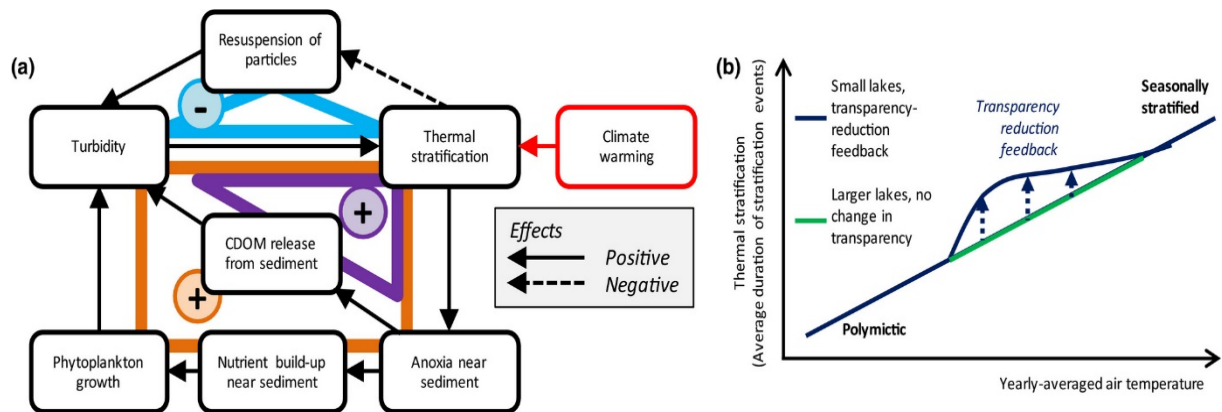 (a)
Resuspension of
particles
-
Turbidity
Thermal
stratification
Climate
warming
+
CDOM release
from sediment
+
Effects
Positive
Negative
Phytoplankton
growth
Nutrient build-up
near sediment
Anoxia near
sediment
(b)
Thermal stratification
(Average duration of stratification events)
Small lakes,
transparency-
reduction
feedback
Larger lakes, no
change in
transparency
Transparency
reduction
feedback
Seasonally
stratified
Polymictic
Yearly-averaged air temperature